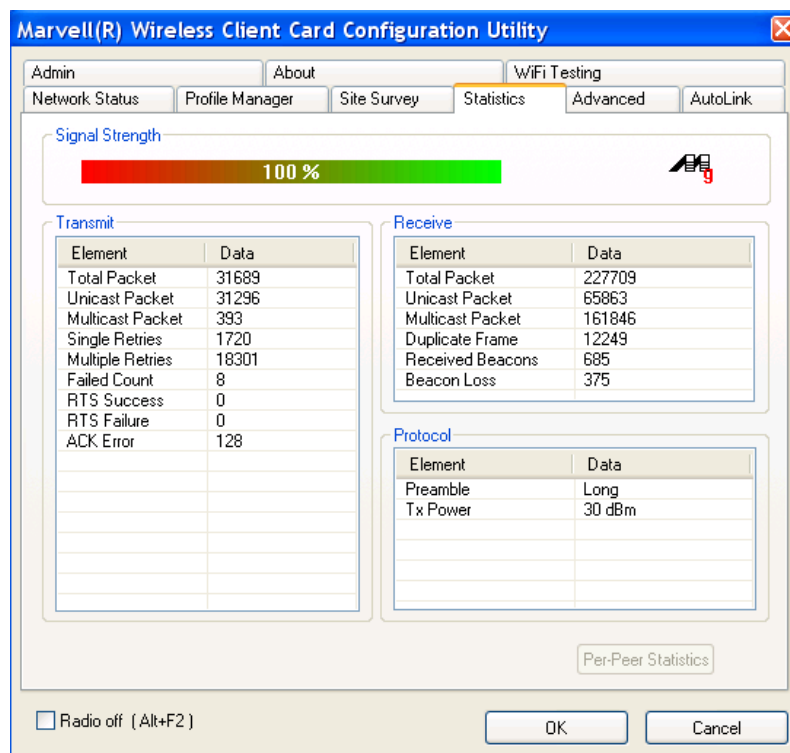 Marvell(R) Wireless Client Card Configuration Utility
Admin About WiFi Testing
Network Status Profile Manager Site Survey Statistics Advanced AutoLink
Signal Strength
100 %
g
Transmit
Element Data
Total Packet 31689
Unicast Packet 31296
Multicast Packet 393
Single Retries 1720
Multiple Retries 18301
Failed Count 8
RTS Success 0
RTS Failure 0
ACK Error 128
Receive
Element Data
Total Packet 227709
Unicast Packet 65863
Multicast Packet 161846
Duplicate Frame 12249
Received Beacons 685
Beacon Loss 375
Protocol
Element Data
Preamble Long
Tx Power 30 dBm
Per-Peer Statistics
Radio off ( Alt+F2 )
OK Cancel